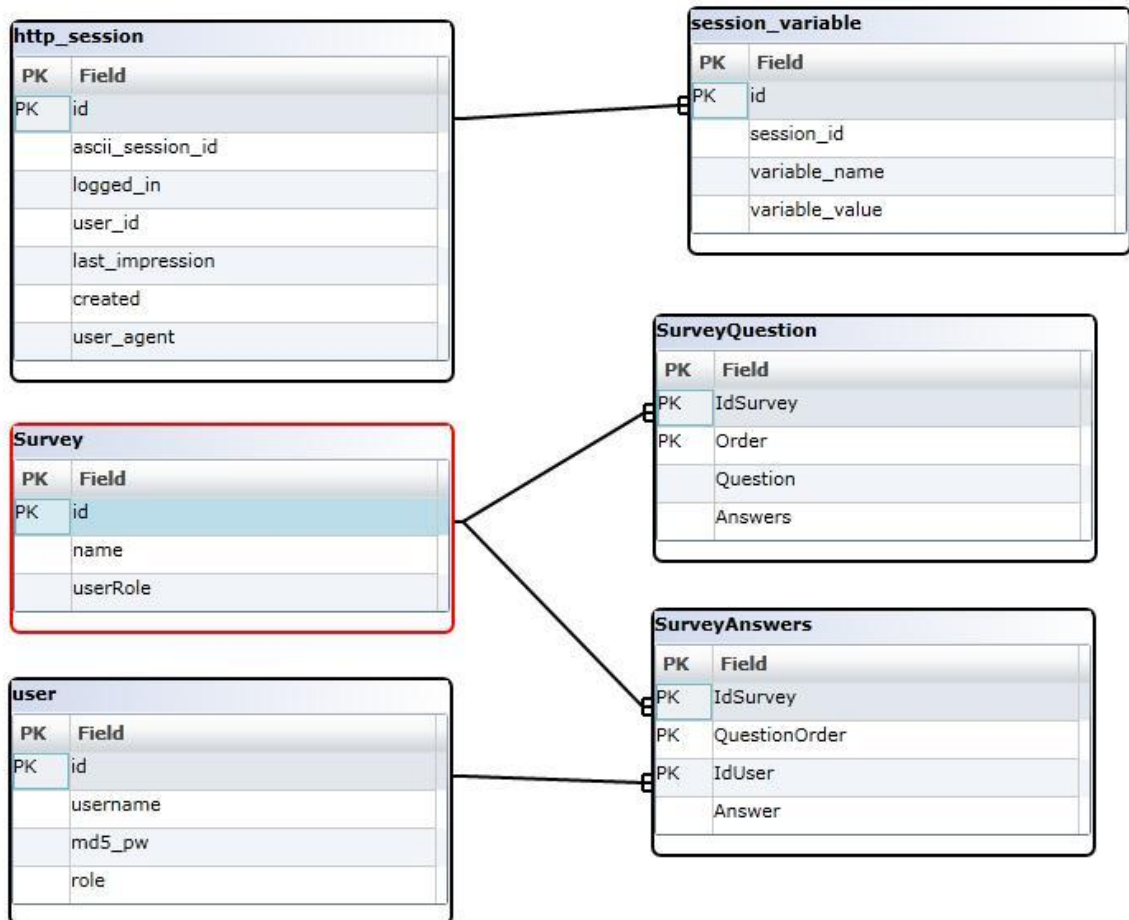 http_session
PK Field
PK id
ascii_session_id
logged_in
user_id
last_impression
created
user_agent
session_variable
PK Field
PK id
session_id
variable_name
variable_value
Survey
PK Field
PK id
name
userRole
SurveyQuestion
PK Field
PK IdSurvey
PK Order
Question
Answers
user
PK Field
PK id
username
md5_pw
role
SurveyAnswers
PK Field
PK IdSurvey
PK QuestionOrder
PK IdUser
Answer